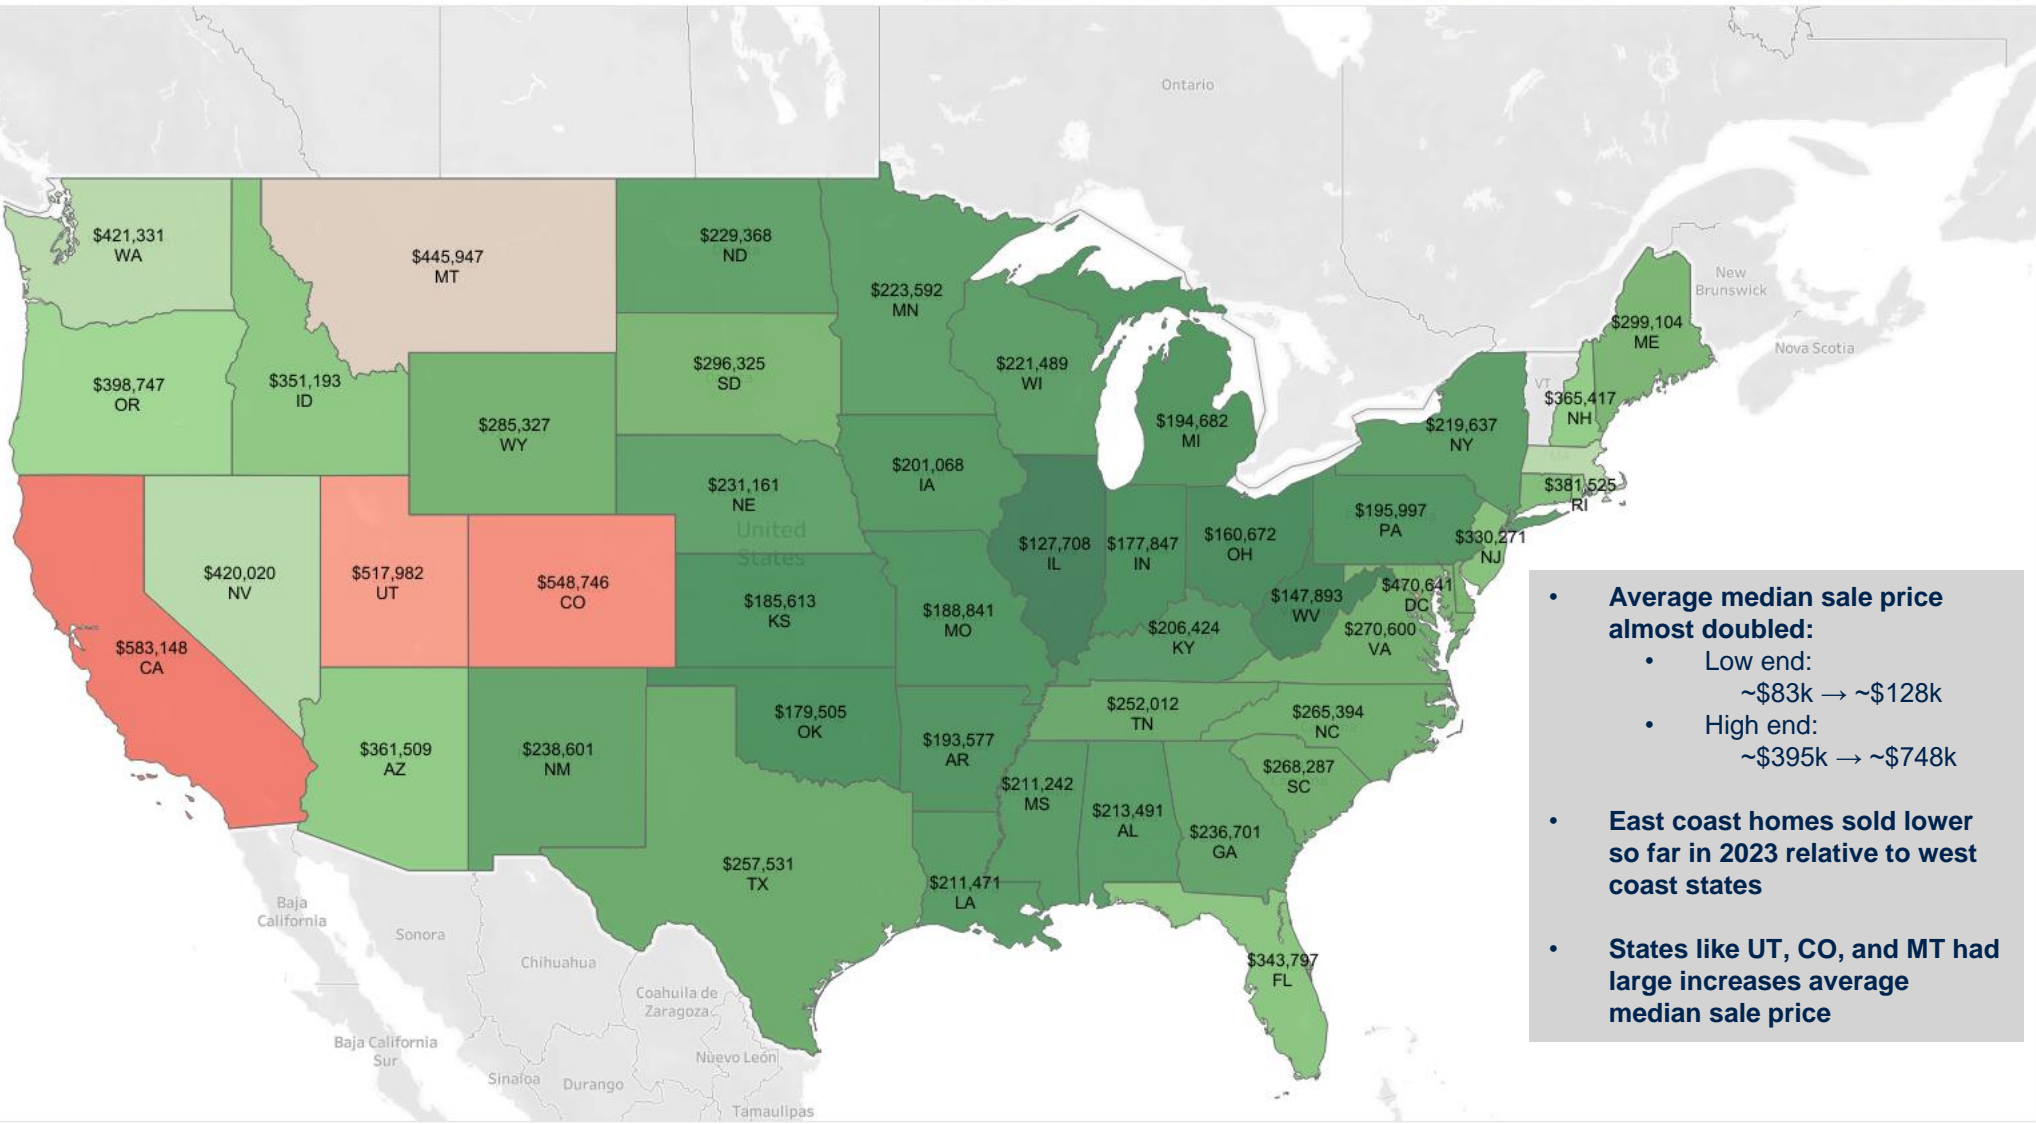 Ontario
New
Brunswick
Nova Scotia
$421,331
WA
$445,947
MT
$229,368
ND
$223,592
MN
$299,104
ME
$398,747
OR
$351,193
ID
$285,327
WY
$296,325
SD
$221,489
WI
$194,682
MI
$219,637
NY
VT
$365,417
NH
MA
$381,525
RI
$231,161
NE
$201,068
IA
$195,997
PA
$330,271
NJ
United
States
$420,020
NV
$517,982
UT
$548,746
CO
$185,613
KS
$188,841
MO
$127,708
IL
$177,847
IN
$160,672
OH
$147,893
WV
$470,641
DC
$270,600
VA
$206,424
KY
$583,148
CA
$361,509
AZ
$238,601
NM
$179,505
OK
$193,577
AR
$252,012
TN
$265,394
NC
$268,287
SC
$211,242
MS
$213,491
AL
$236,701
GA
$257,531
TX
$211,471
LA
$343,797
FL
Baja
California
Sonora
Chihuahua
Coahuila de
Zaragoza
Baja California
Sur
Sinaloa
Durango
Nuevo León
Tamaulipas
• Average median sale price
almost doubled:
• Low end:
~$83k → ~$128k
• High end:
~$395k → ~$748k
• East coast homes sold lower
so far in 2023 relative to west
coast states
• States like UT, CO, and MT had
large increases average
median sale price